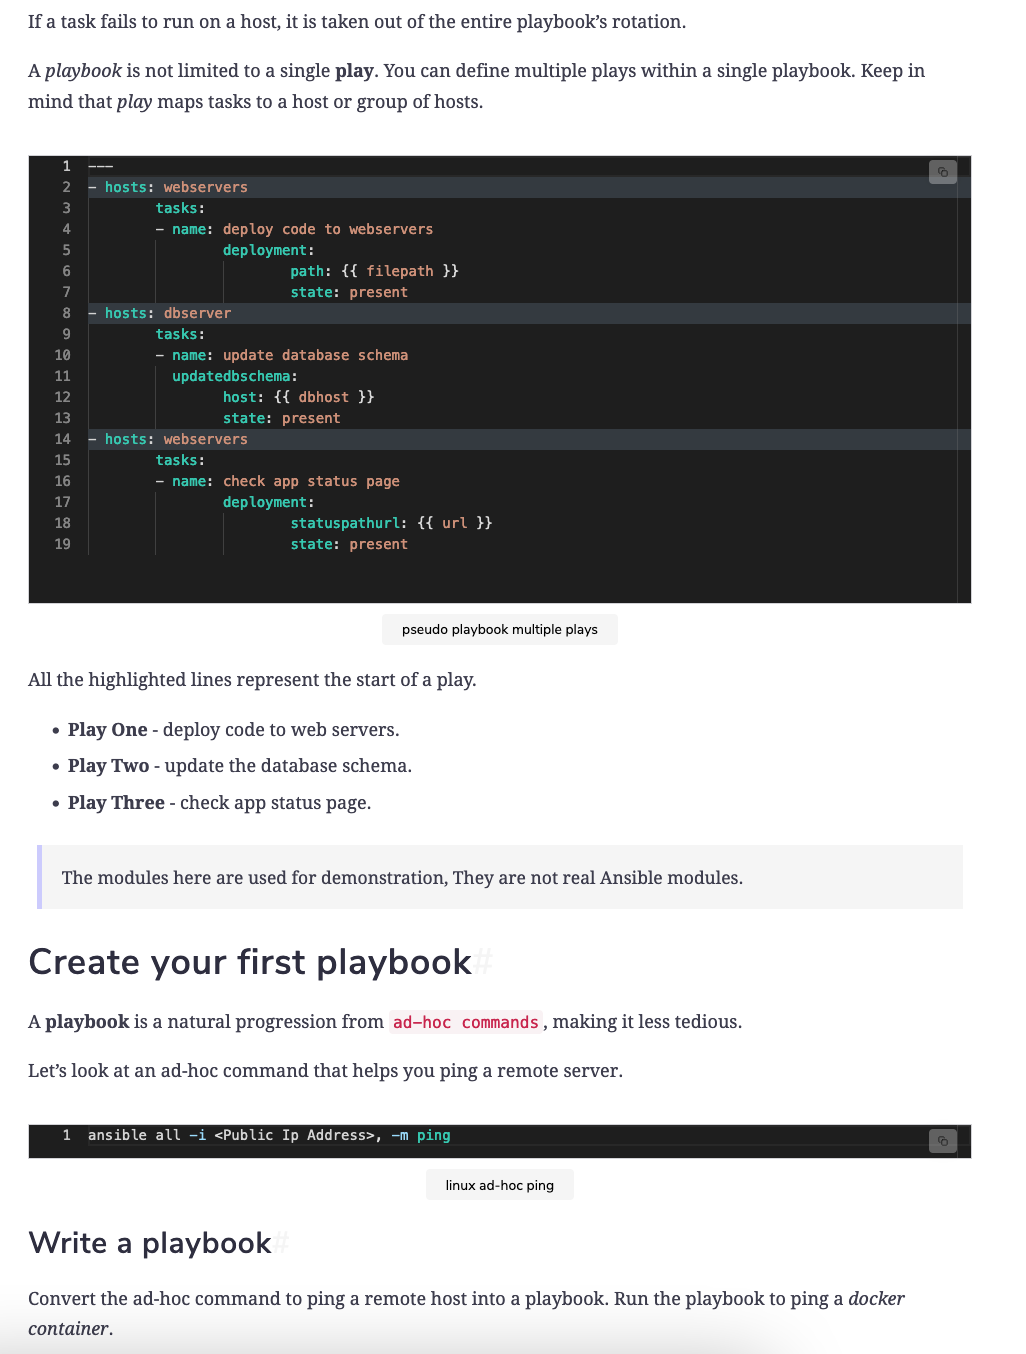 If a task fails to run on a host, it is taken out of the entire playbook’s rotation.
A playbook is not limited to a single play. You can define multiple plays within a single playbook. Keep in
mind that play maps tasks to a host or group of hosts.
1 ---
2 - hosts: webservers
3 tasks:
4 - name: deploy code to webservers
5 deployment:
6 path: {{ filepath }}
7 state: present
8 - hosts: dbserver
9 tasks:
10 - name: update database schema
11 updatedbschema:
12 host: {{ dbhost }}
13 state: present
14 - hosts: webservers
15 tasks:
16 - name: check app status page
17 deployment:
18 statuspathurl: {{ url }}
19 state: present
pseudo playbook multiple plays
All the highlighted lines represent the start of a play.
• Play One - deploy code to web servers.
• Play Two - update the database schema.
• Play Three - check app status page.
The modules here are used for demonstration, They are not real Ansible modules.
Create your first playbook#
A playbook is a natural progression from ad-hoc commands, making it less tedious.
Let’s look at an ad-hoc command that helps you ping a remote server.
1 ansible all -i <Public Ip Address>, -m ping
linux ad-hoc ping
Write a playbook#
Convert the ad-hoc command to ping a remote host into a playbook. Run the playbook to ping a docker
container.